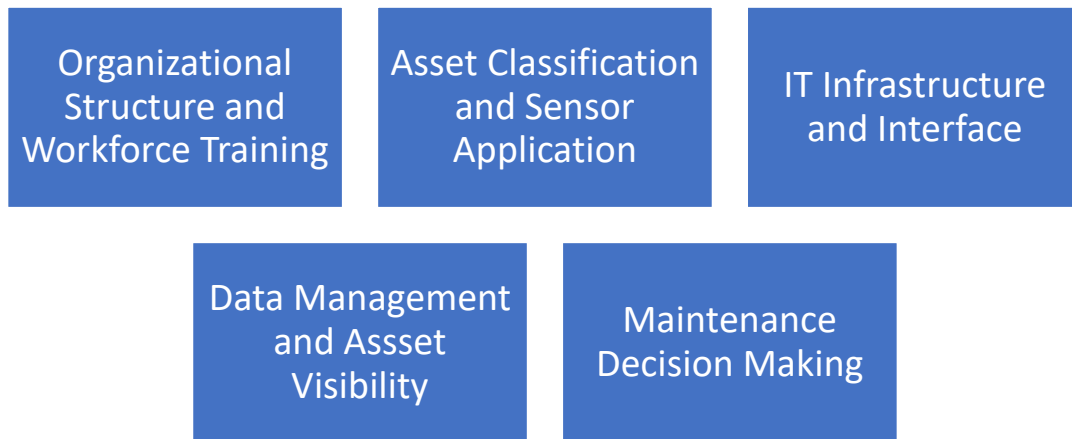 Organizational
Structure and
Workforce Training
Asset Classification
and Sensor
Application
IT Infrastructure
and Interface
Data Management
and Assset
Visibility
Maintenance
Decision Making